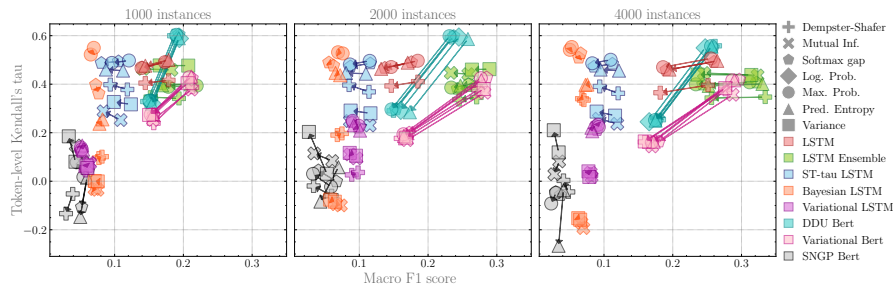 1000 instances
2000 instances
4000 instances
Token-level Kendall's tau
0.6
0.4
0.2
0.0
−0.2
0.1
0.2
0.3
0.1
0.2
0.3
0.1
0.2
0.3
Macro F1 score
Dempster-Shafer
Mutual Inf.
Softmax gap
Log. Prob.
Max. Prob.
Pred. Entropy
Variance
LSTM
LSTM Ensemble
ST-tau LSTM
Bayesian LSTM
Variational LSTM
DDU Bert
Variational Bert
SNGP Bert